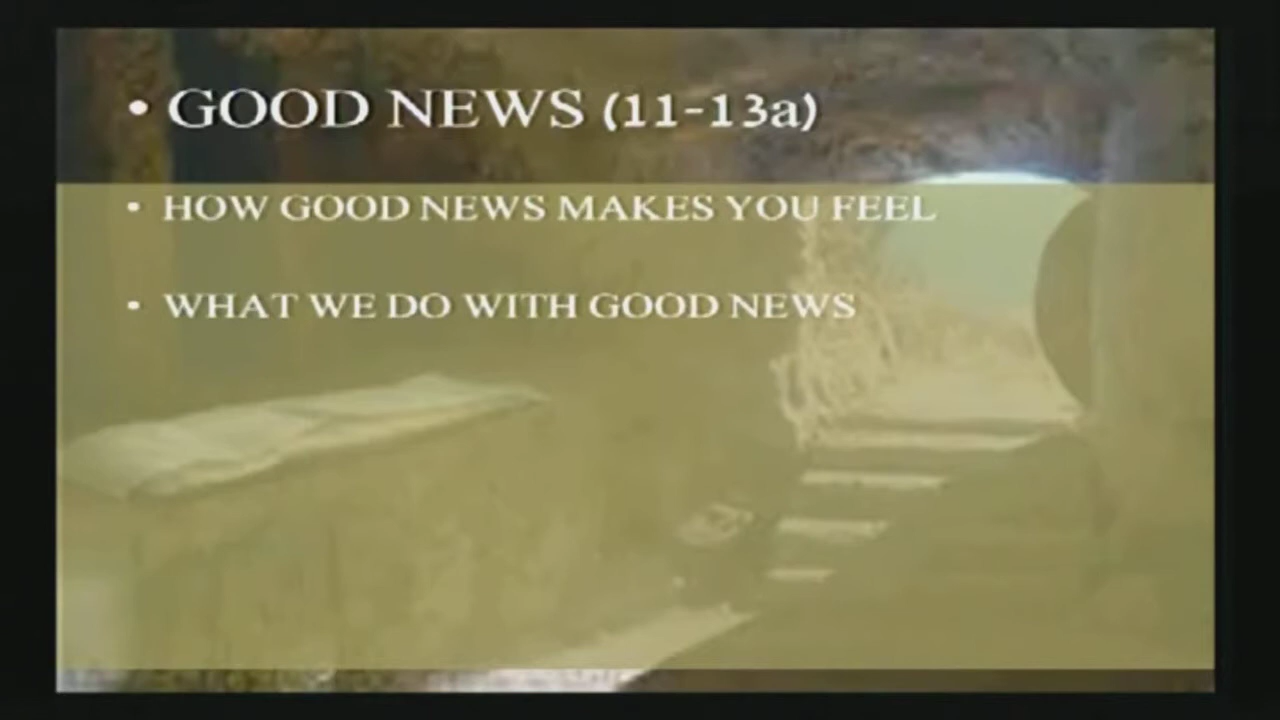 • GOOD NEWS (11-13a)
• HOW GOOD NEWS MAKES YOU FEEL
• WHAT WE DO WITH GOOD NEWS